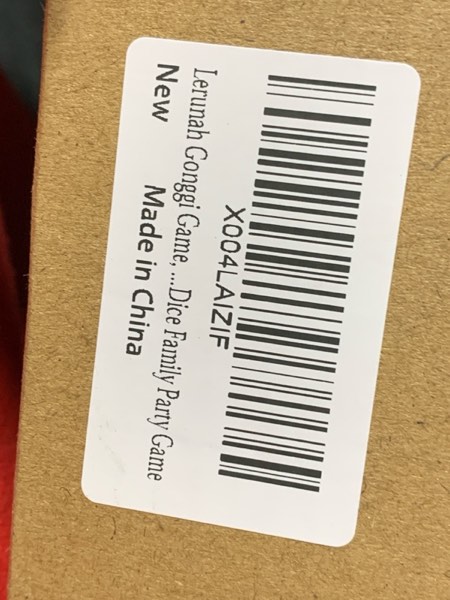 X004LAIZIF
Lerunah Gonggi Game, ...Dice Family Party Game
New Made in China